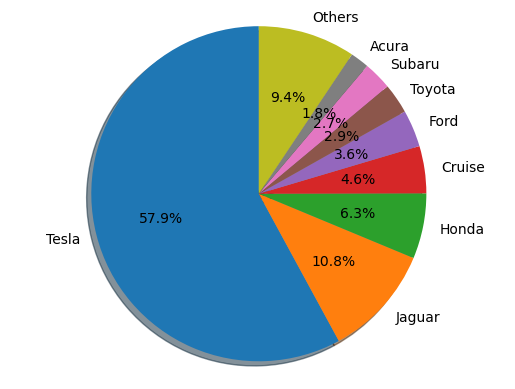 Others
Acura
Subaru
Toyota
Ford
Cruise
Honda
Jaguar
Tesla
9.4%
1.8%
2.7%
2.9%
3.6%
4.6%
6.3%
10.8%
57.9%